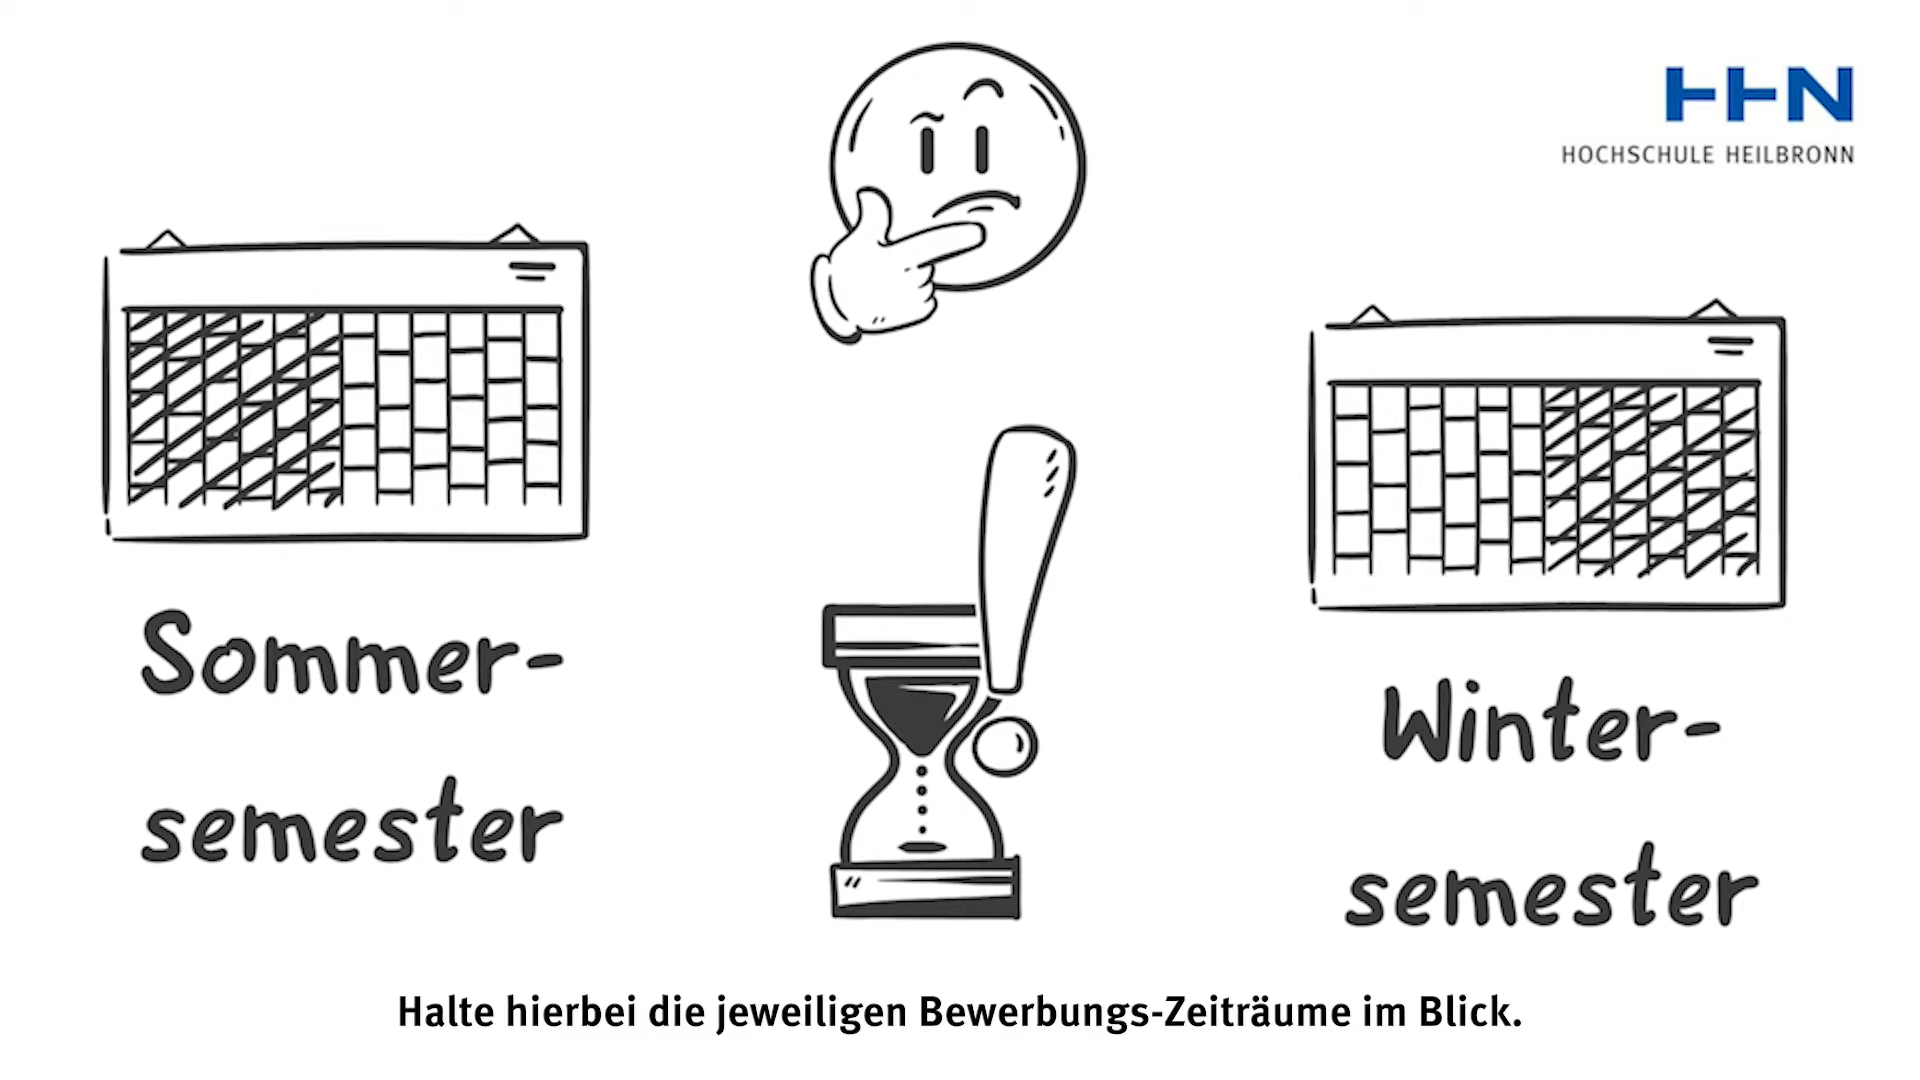 HHN
HOCHSCHULE HEILBRONN
Sommer-
semester
Winter-
semester
Halte hierbei die jeweiligen Bewerbungs-Zeiträume im Blick.